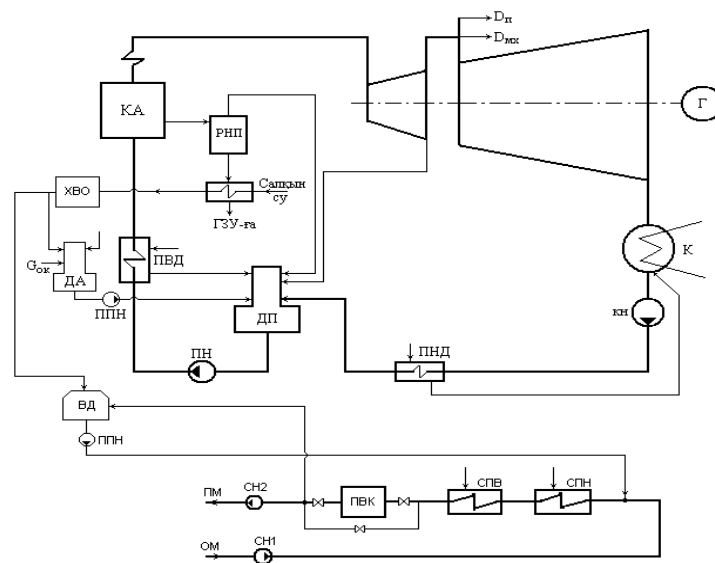 Dп
Dмх
КА
РНП
Г
ХВО
Салқын
су
ГЗУ-ға
К
Gок
ДА
ПВД
ППН
ДП
кн
ПН
ПНД
ВД
ППН
ПМ
СН2
ПВК
СПВ
СПН
ОМ
СН1